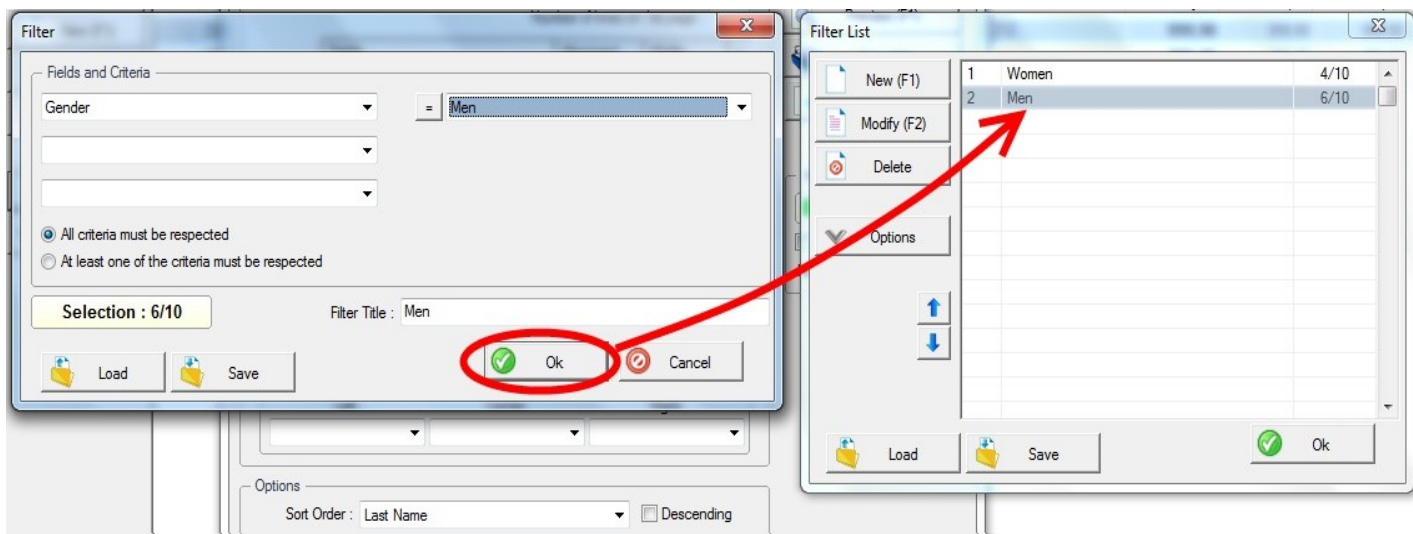 Filter
Fields and Criteria
Gender
=
Men
All criteria must be respected
At least one of the criteria must be respected
Selection : 6/10
Filter Title : Men
Load
Save
Ok
Cancel
Options
Sort Order : Last Name
Descending
Filter List
New (F1)
Modify (F2)
Delete
Options
1 Women 4/10
2 Men 6/10
Load
Save
Ok